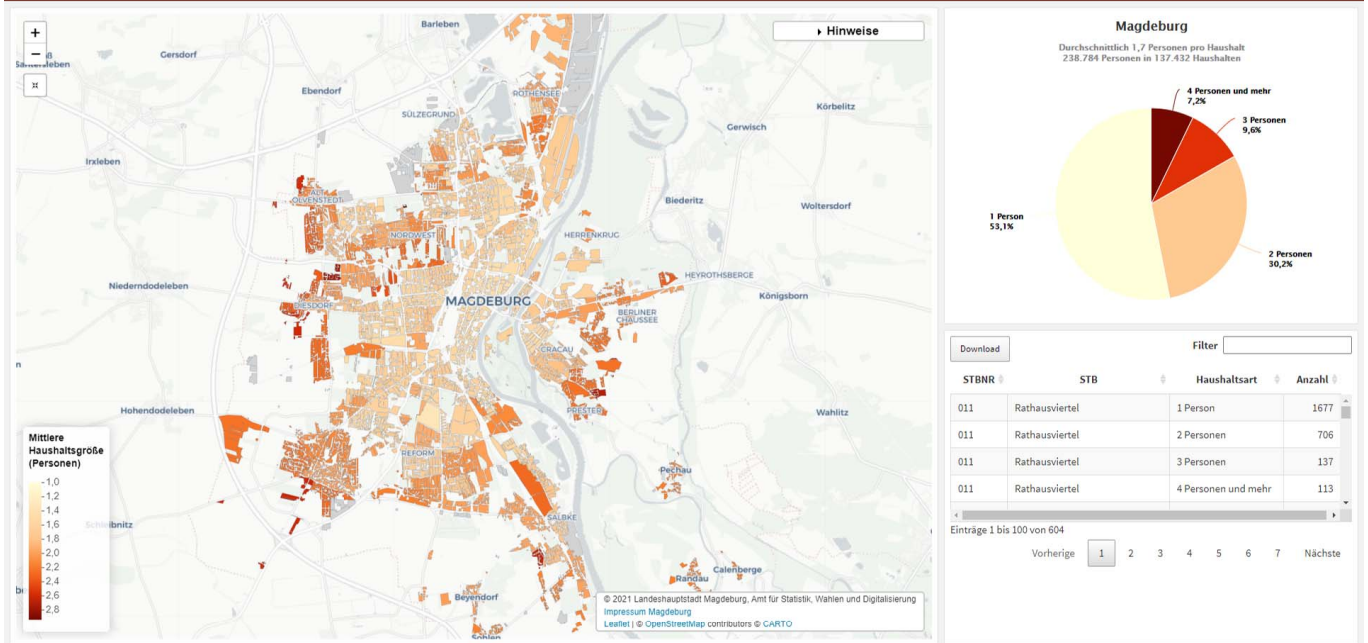 +
−
Barleben
Hinweise
Gersdorf
Ebendorf
ROTHENSEE
Körbelitz
SÜLZEGRUND
Gerwisch
Irxleben
ALT
OLVENSTEDT
Biederitz
Woltersdorf
NORDWEST
HERRENKRUG
HEYROTHSBERGE
Niederndodeleben
Königsborn
DIESDORF
MAGDEBURG
BERLINER
CHAUSSEE
CRACAU
Hohendodeleben
PRESTER
Wahlitz
REFORM
Pechau
SALBKE
Calenberge
Randau
Beyendorf
Sohlen
Mittlere
Haushaltsgröße
(Personen)
1,0
1,2
1,4
1,6
1,8
2,0
2,2
2,4
2,6
2,8
© 2021 Landeshauptstadt Magdeburg, Amt für Statistik, Wahlen und Digitalisierung
Impressum Magdeburg
Leaflet | © OpenStreetMap contributors © CARTO
Magdeburg
Durchschnittlich 1,7 Personen pro Haushalt
238.784 Personen in 137.432 Haushalten
4 Personen und mehr
7,2%
3 Personen
9,6%
1 Person
53,1%
2 Personen
30,2%
Download Filter
STBNR STB Haushaltsart Anzahl
011 Rathausviertel 1 Person 1677
011 Rathausviertel 2 Personen 706
011 Rathausviertel 3 Personen 137
011 Rathausviertel 4 Personen und mehr 113
Einträge 1 bis 100 von 604
Vorherige 1 2 3 4 5 6 7 Nächste